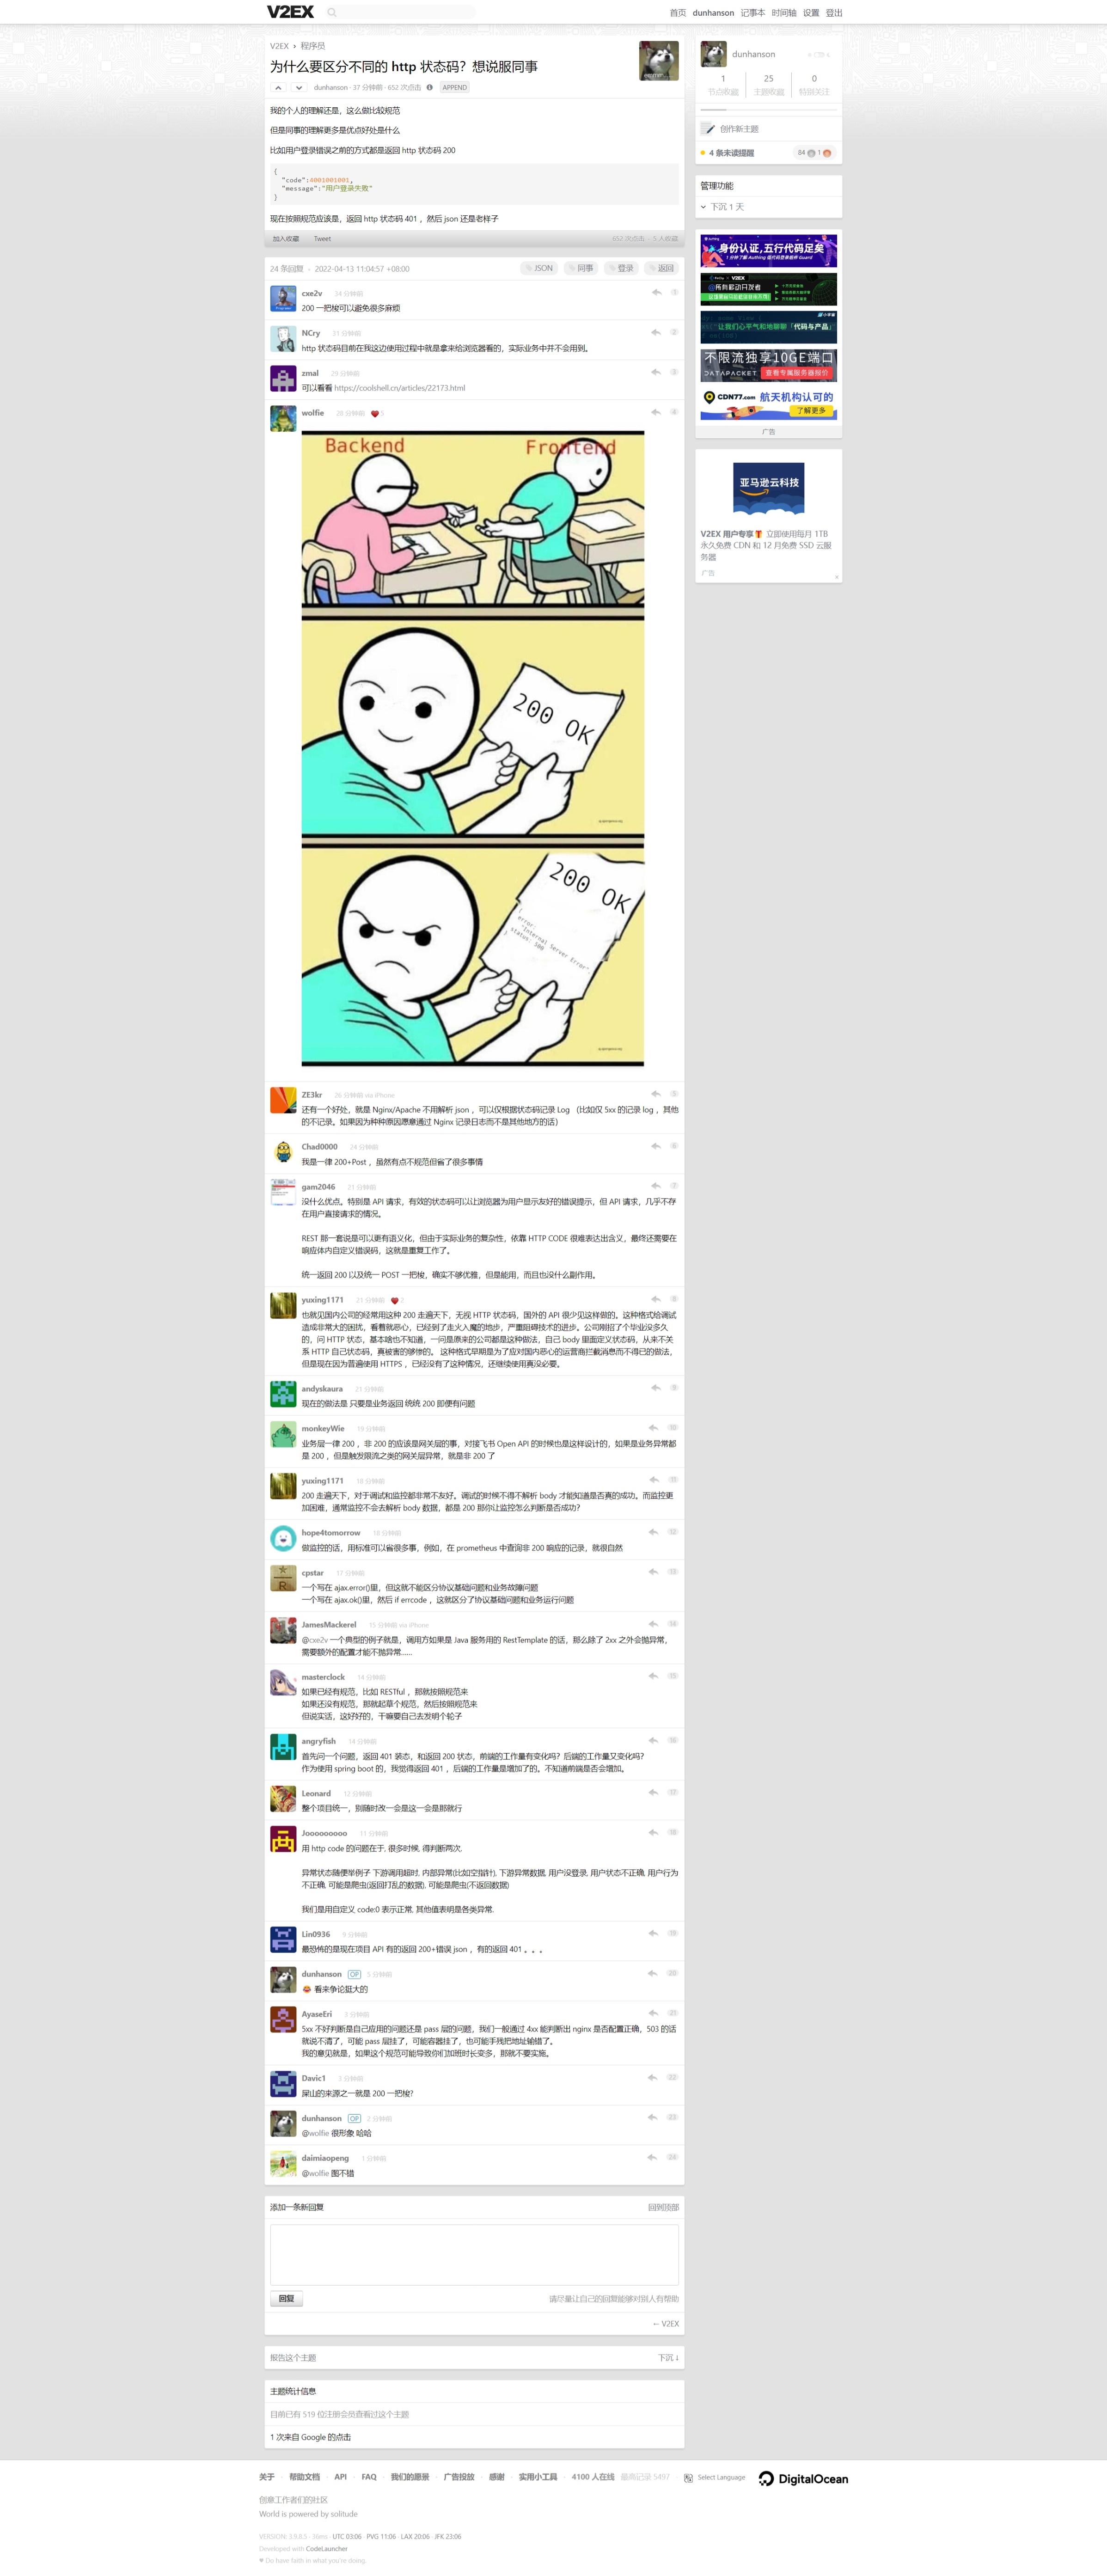 V2EX
首页 dunhanson 记事本 时间轴 设置 登出
V2EX › 程序员
为什么要区分不同的 http 状态码？想说服同事
dunhanson · 37 分钟前 · 652 次点击 APPEND
我的个人的理解还是，这么做比较规范
但是同事的理解更多是优点好处是什么
比如用户登录错误之前的方式都是返回 http 状态码 200
{
"code":4001001001,
"message":"用户登录失败"
}
现在按照规范应该是，返回 http 状态码 401 ，然后 json 还是老样子
加入收藏 Tweet 652 次点击 · 5 人收藏
24 条回复 • 2022-04-13 11:04:57 +08:00 JSON 同事 登录 返回
cxe2v 34 分钟前 1
200 一把梭可以避免很多麻烦
NCry 31 分钟前 2
http 状态码目前在我这边使用过程中就是拿来给浏览器看的，实际业务中并不会用到。
zmal 29 分钟前 3
可以看看 https://coolshell.cn/articles/22173.html
wolfie 28 分钟前 5 4
Backend Frontend
200 OK
200 OK
error:
"Internal Server Error"
status: 500
ZE3kr 26 分钟前 via iPhone 5
还有一个好处，就是 Nginx/Apache 不用解析 json ，可以仅根据状态码记录 Log （比如仅 5xx 的记录 log ，其他
的不记录。如果因为种种原因愿意通过 Nginx 记录日志而不是其他地方的话）
Chad0000 24 分钟前 6
我是一律 200+Post ，虽然有点不规范但省了很多事情
gam2046 21 分钟前 7
没什么优点。特别是 API 请求，有效的状态码可以让浏览器为用户显示友好的错误提示，但 API 请求，几乎不存
在用户直接请求的情况。
REST 那一套说是可以更有语义化，但由于实际业务的复杂性，依靠 HTTP CODE 很难表达出含义，最终还需要在
响应体内自定义错误码，这就是重复工作了。
统一返回 200 以及统一 POST 一把梭，确实不够优雅，但是能用，而且也没什么副作用。
yuxing1171 21 分钟前 8
也就见国内公司的经常用这种 200 走遍天下，无视 HTTP 状态码，国外的 API 很少见这样做的。这种格式给调试
造成非常大的困扰，看着就恶心，已经到了走火入魔的地步，严重阻碍技术的进步。公司刚招了个毕业没多久
的，问 HTTP 状态，基本啥也不知道，一问是原来的公司都是这种做法，自己 body 里面定义状态码，从来不关
系 HTTP 自己状态码，真被害的够惨的。 这种格式早期是为了应对国内恶心的运营商拦截消息而不得已的做法，
但是现在因为普遍使用 HTTPS ，已经没有了这种情况，还继续使用真没必要。
andyskaura 21 分钟前 9
现在的做法是 只要是业务返回 统统 200 即便有问题
monkeyWie 19 分钟前 10
业务层一律 200 ，非 200 的应该是网关层的事，对接飞书 Open API 的时候也是这样设计的，如果是业务异常都
是 200 ，但是触发限流之类的网关层异常，就是非 200 了
yuxing1171 18 分钟前 11
200 走遍天下，对于调试和监控都非常不友好。调试的时候不得不解析 body 才能知道是否真的成功。而监控更
加困难，通常监控不会去解析 body 数据，都是 200 那你让监控怎么判断是否成功？
hope4tomorrow 18 分钟前 12
做监控的话，用标准可以省很多事，例如，在 prometheus 中查询非 200 响应的记录，就很自然
cpstar 17 分钟前 13
一个写在 ajax.error()里，但这就不能区分协议基础问题和业务故障问题
一个写在 ajax.ok()里，然后 if errcode ，这就区分了协议基础问题和业务运行问题
JamesMackerel 15 分钟前 via iPhone 14
@cxe2v 一个典型的例子就是，调用方如果是 Java 服务用的 RestTemplate 的话，那么除了 2xx 之外会抛异常，
需要额外的配置才能不抛异常……
masterclock 14 分钟前 15
如果已经有规范，比如 RESTful ，那就按照规范来
如果还没有规范，那就起草个规范，然后按照规范来
但说实话，这好好的，干嘛要自己去发明个轮子
angryfish 14 分钟前 16
首先问一个问题，返回 401 装态，和返回 200 状态，前端的工作量有变化吗？后端的工作量又变化吗？
作为使用 spring boot 的，我觉得返回 401 ，后端的工作量是增加了的。不知道前端是否会增加。
Leonard 12 分钟前 17
整个项目统一，别随时改一会是这一会是那就行
Jooooooooo 11 分钟前 18
用 http code 的问题在于, 很多时候, 得判断两次.
异常状态随便举例子 下游调用超时, 内部异常(比如空指针), 下游异常数据, 用户没登录, 用户状态不正确, 用户行为
不正确, 可能是爬虫(返回打乱的数据), 可能是爬虫(不返回数据)
我们是用自定义 code:0 表示正常, 其他值表明是各类异常.
Lin0936 9 分钟前 19
最恐怖的是现在项目 API 有的返回 200+错误 json ，有的返回 401 。。。
dunhanson OP 5 分钟前 20
看来争论挺大的
AyaseEri 3 分钟前 21
5xx 不好判断是自己应用的问题还是 pass 层的问题，我们一般通过 4xx 能判断出 nginx 是否配置正确，503 的话
就说不清了，可能 pass 层挂了，可能容器挂了，也可能手残把地址输错了。
我的意见就是，如果这个规范可能导致你们加班时长变多，那就不要实施。
Davic1 3 分钟前 22
屎山的来源之一就是 200 一把梭?
dunhanson OP 2 分钟前 23
@wolfie 很形象 哈哈
daimiaopeng 1 分钟前 24
@wolfie 图不错
添加一条新回复 回到顶部
回复 请尽量让自己的回复能够对别人有帮助
← V2EX
报告这个主题 下沉 ↓
主题统计信息
目前已有 519 位注册会员查看过这个主题
1 次来自 Google 的点击
dunhanson
1 25 0
节点收藏 主题收藏 特别关注
创作新主题
4 条未读提醒 84 1
管理功能
下沉 1 天
身份认证，五行代码足矣
V2EX
所有移动开发者
让我们心平气和地聊聊「代码与产品」
不限流独享10GE端口
DATAPACKET 查看专属服务器报价
CDN77.com 航天机构认可的
了解更多
广告
亚马逊云科技
V2EX 用户专享 立即使用每月 1TB
永久免费 CDN 和 12 月免费 SSD 云服
务器
广告
关于 · 帮助文档 · API · FAQ · 我们的愿景 · 广告投放 · 感谢 · 实用小工具 · 4100 人在线 最高记录 5497 · Select Language DigitalOcean
创意工作者们的社区
World is powered by solitude
VERSION: 3.9.8.5 · 36ms · UTC 03:06 · PVG 11:06 · LAX 20:06 · JFK 23:06
Developed with CodeLauncher
♥ Do have faith in what you're doing.